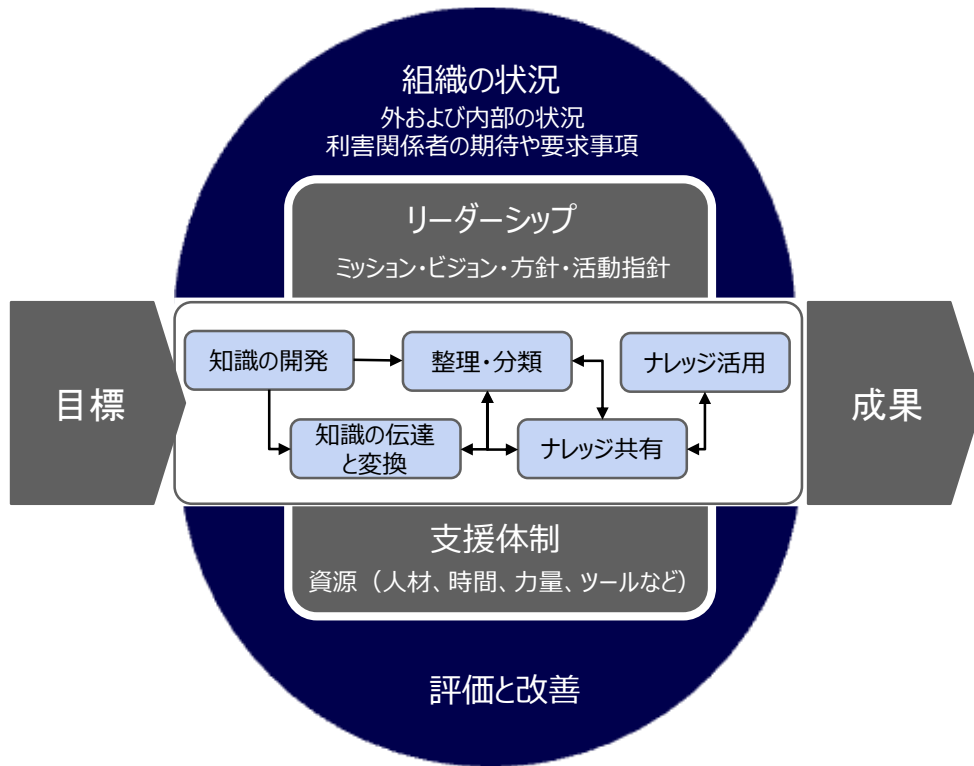 組織の状況
外および内部の状況
利害関係者の期待や要求事項
リーダーシップ
ミッション・ビジョン・方針・活動指針
目標
知識の開発
整理・分類
ナレッジ活用
知識の伝達
と変換
ナレッジ共有
成果
支援体制
資源（人材、時間、力量、ツールなど）
評価と改善